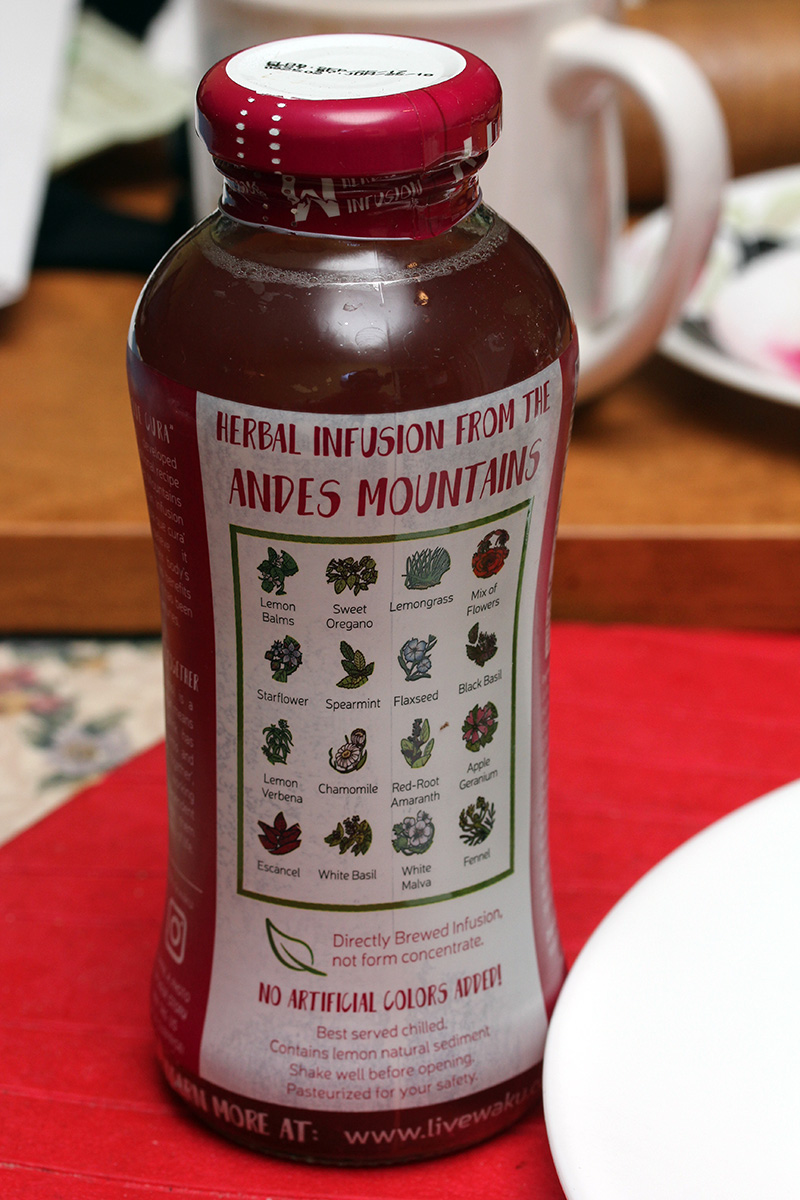 INFUSION
HERBAL INFUSION FROM THE
ANDES MOUNTAINS
Lemon
Balms
Sweet
Oregano
Lemongrass
Mix of
Flowers
Starflower
Spearmint
Flaxseed
Black Basil
Lemon
Verbena
Chamomile
Red-Root
Amaranth
Apple
Geranium
Escancel
White Basil
White
Malva
Fennel
Directly Brewed Infusion,
not form concentrate.
NO ARTIFICIAL COLORS ADDED!
Best served chilled.
Contains lemon natural sediment
Shake well before opening.
Pasteurized for your safety.
MORE AT: www.livewaku